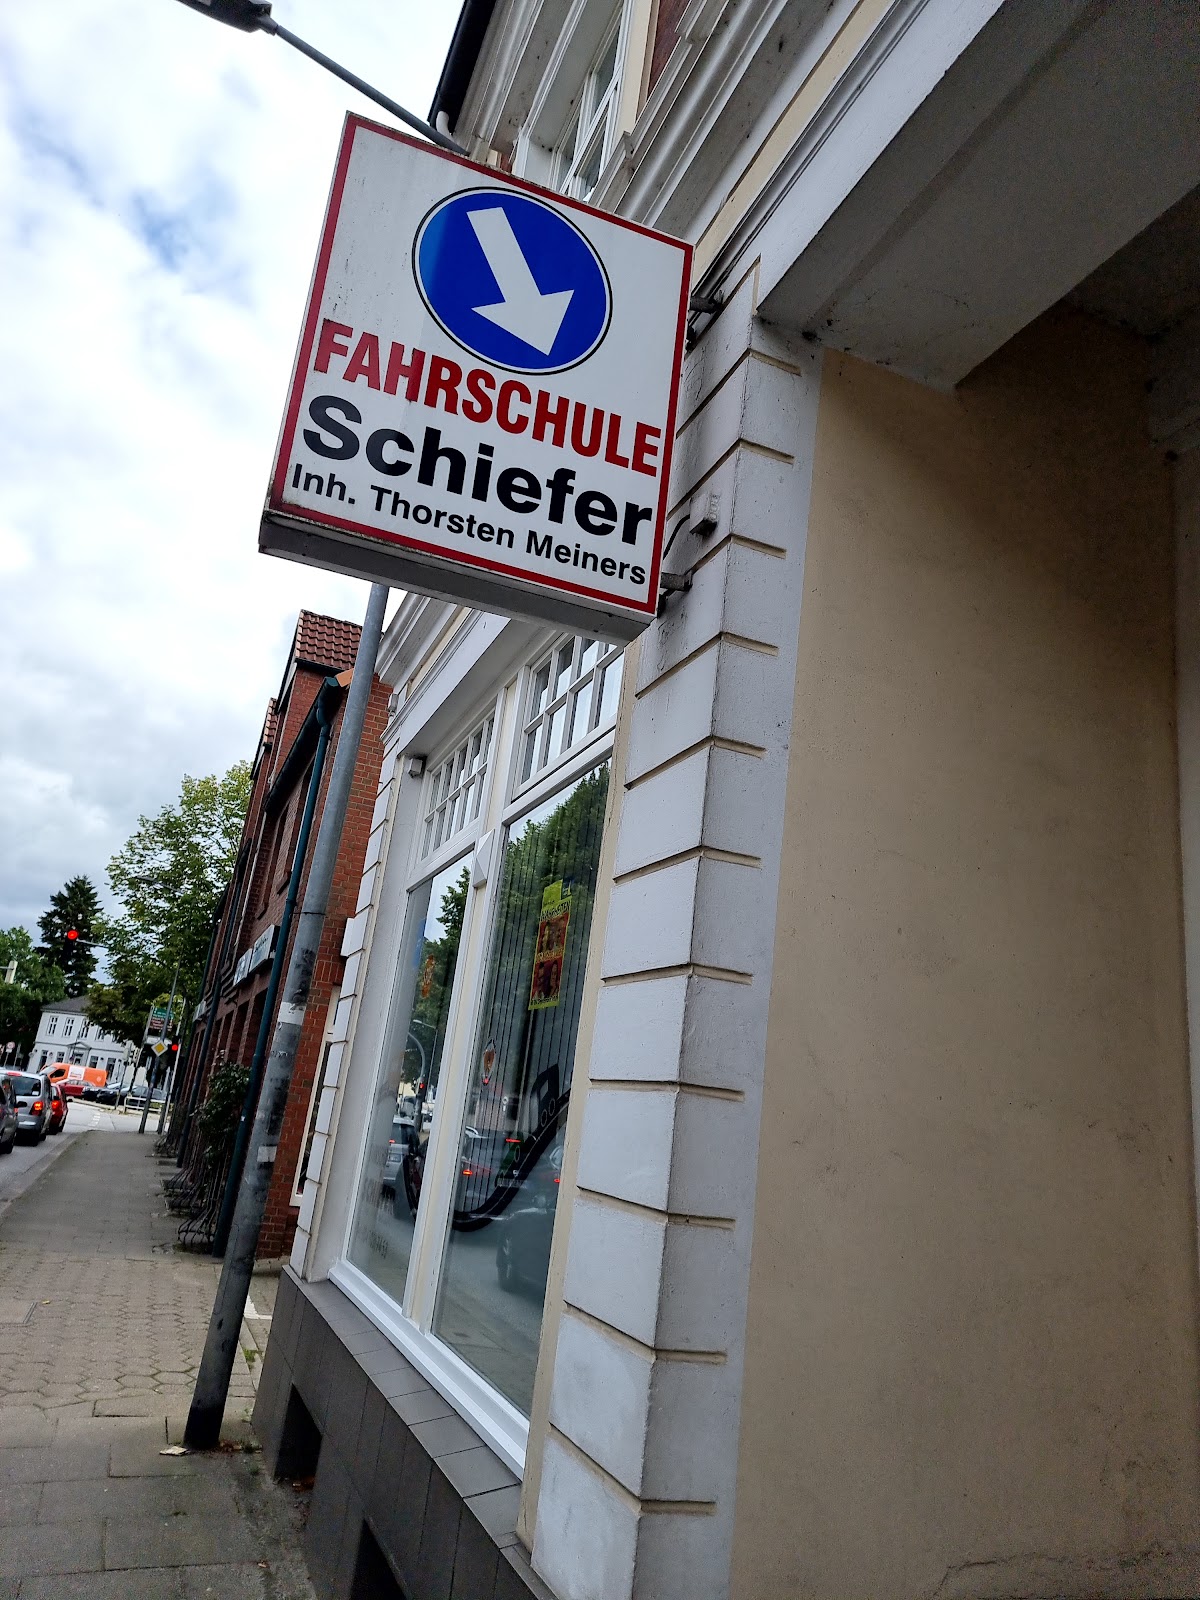 FAHRSCHULE
Schiefer
Inh. Thorsten Meiners